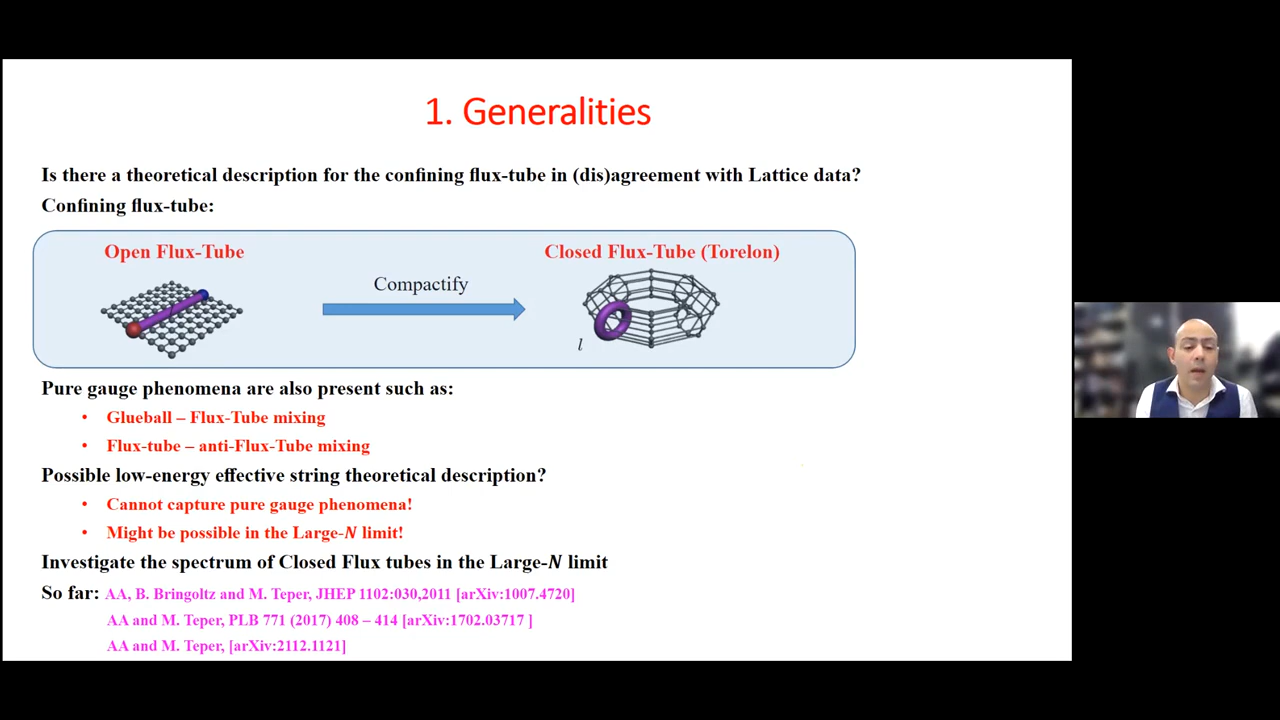 1. Generalities
Is there a theoretical description for the confining flux-tube in (dis)agreement with Lattice data?
Confining flux-tube:
Open Flux-Tube
Closed Flux-Tube (Torelon)
Compactify
l
Pure gauge phenomena are also present such as:
• Glueball – Flux-Tube mixing
• Flux-tube – anti-Flux-Tube mixing
Possible low-energy effective string theoretical description?
• Cannot capture pure gauge phenomena!
• Might be possible in the Large-N limit!
Investigate the spectrum of Closed Flux tubes in the Large-N limit
So far: AA, B. Bringoltz and M. Teper, JHEP 1102:030,2011 [arXiv:1007.4720]
AA and M. Teper, PLB 771 (2017) 408 – 414 [arXiv:1702.03717 ]
AA and M. Teper, [arXiv:2112.1121]